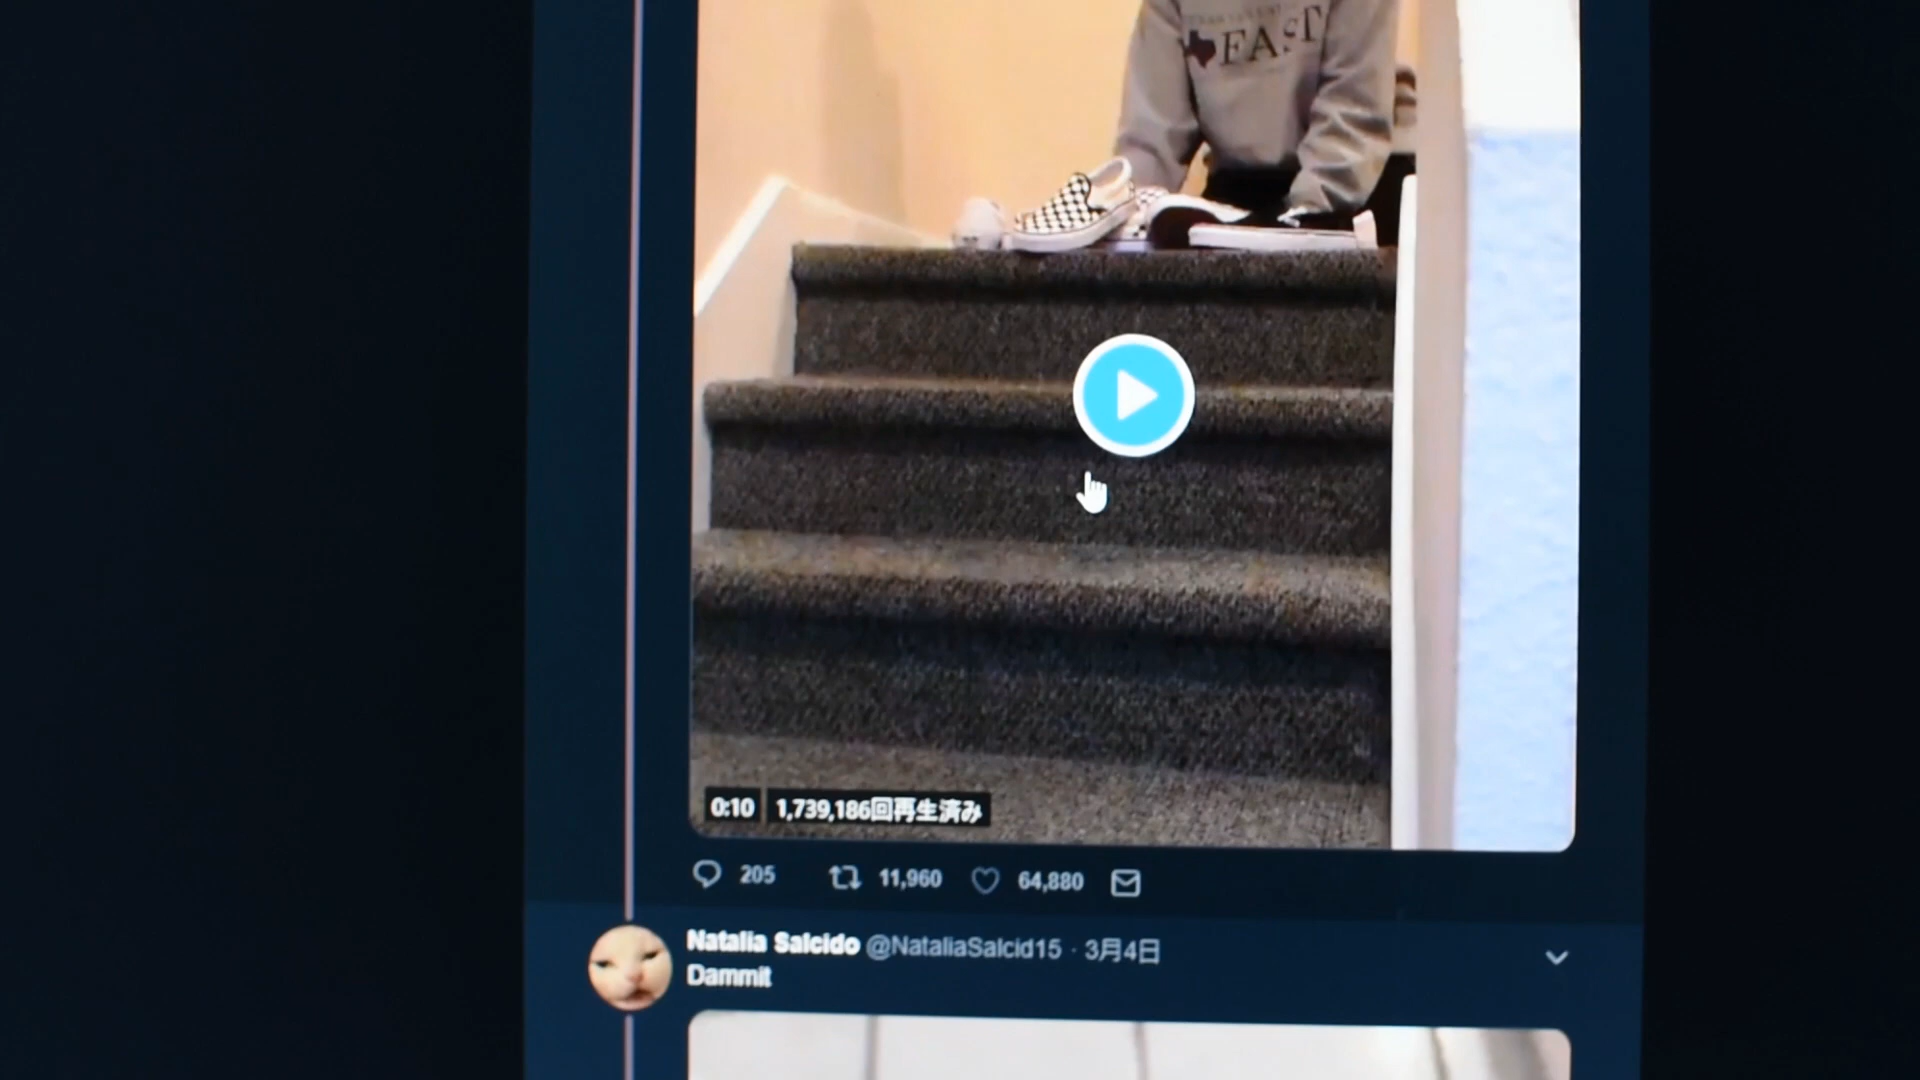 FAST
0:10 1,739,186回再生済み
205 11,960 64,880
Natalia Salcido @NataliaSalcid15 · 3月4日
Dammit